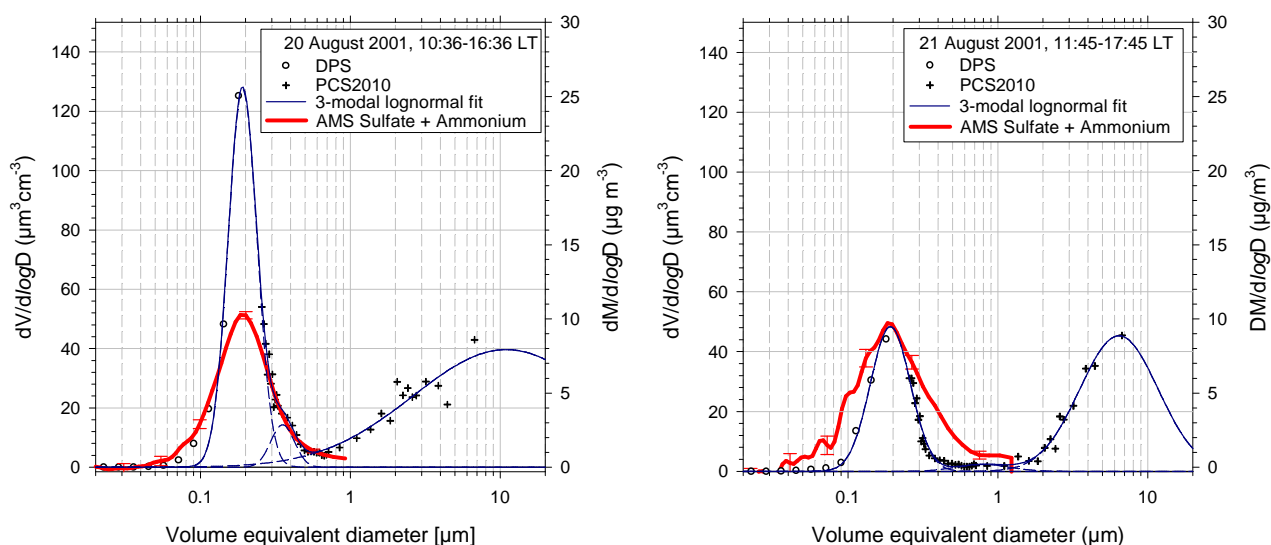 20 August 2001, 10:36-16:36 LT
DPS
PCS2010
3-modal lognormal fit
AMS Sulfate + Ammonium
dV/dlogD (µm³cm⁻³)
140
120
100
80
60
40
20
0
30
25
20
15
10
5
0
dM/dlogD (µg m⁻³)
0.1 1 10
Volume equivalent diameter [µm]
21 August 2001, 11:45-17:45 LT
DPS
PCS2010
3-modal lognormal fit
AMS Sulfate + Ammonium
dV/dlogD (µm³cm⁻³)
140
120
100
80
60
40
20
0
30
25
20
15
10
5
0
DM/dlogD (µg/m³)
0.1 1 10
Volume equivalent diameter (µm)